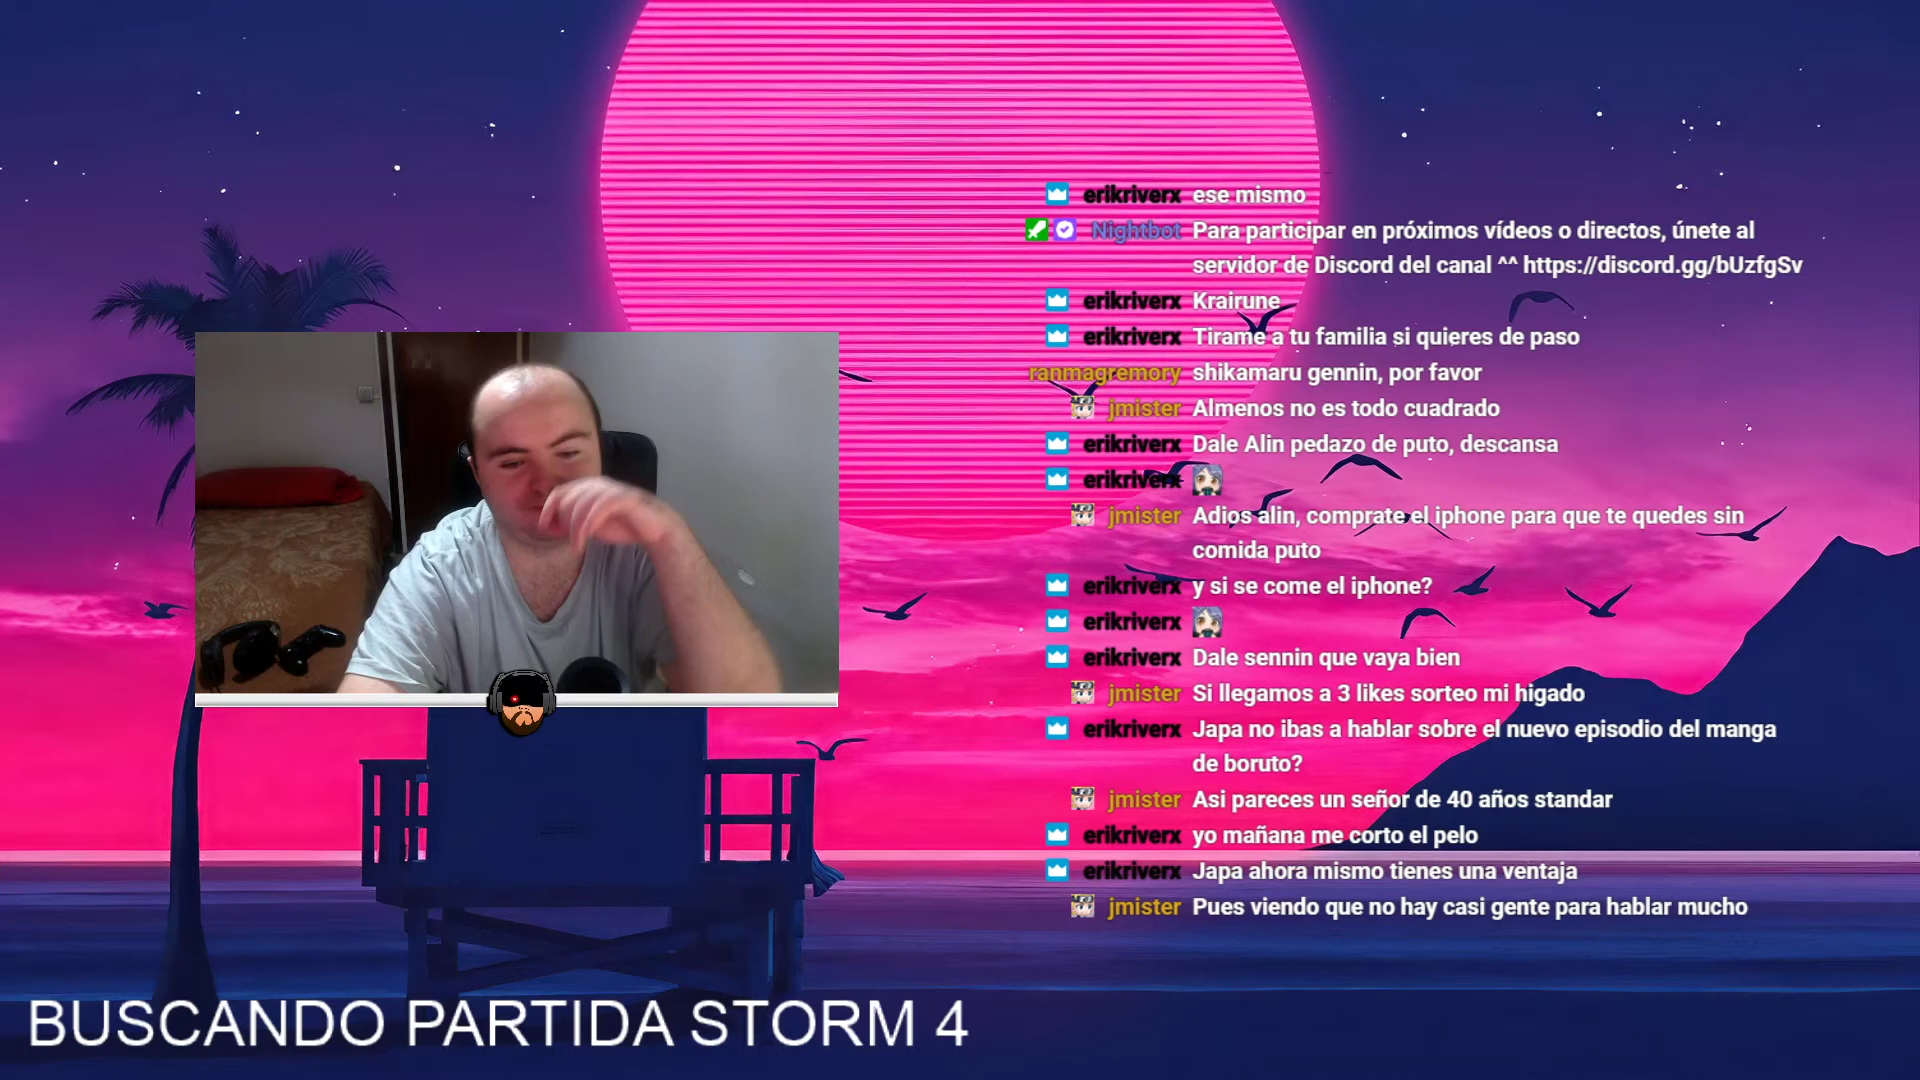 erikriverx ese mismo
Nightbot Para participar en próximos vídeos o directos, únete al
servidor de Discord del canal ^^ https://discord.gg/bUzfgSv
erikriverx Krairune
erikriverx Tirame a tu familia si quieres de paso
ranmagremory shikamaru gennin, por favor
jmister Almenos no es todo cuadrado
erikriverx Dale Alin pedazo de puto, descansa
erikriverx
jmister Adios alin, comprate el iphone para que te quedes sin
comida puto
erikriverx y si se come el iphone?
erikriverx
erikriverx Dale sennin que vaya bien
jmister Si llegamos a 3 likes sorteo mi higado
erikriverx Japa no ibas a hablar sobre el nuevo episodio del manga
de boruto?
jmister Asi pareces un señor de 40 años standar
erikriverx yo mañana me corto el pelo
erikriverx Japa ahora mismo tienes una ventaja
jmister Pues viendo que no hay casi gente para hablar mucho
BUSCANDO PARTIDA STORM 4